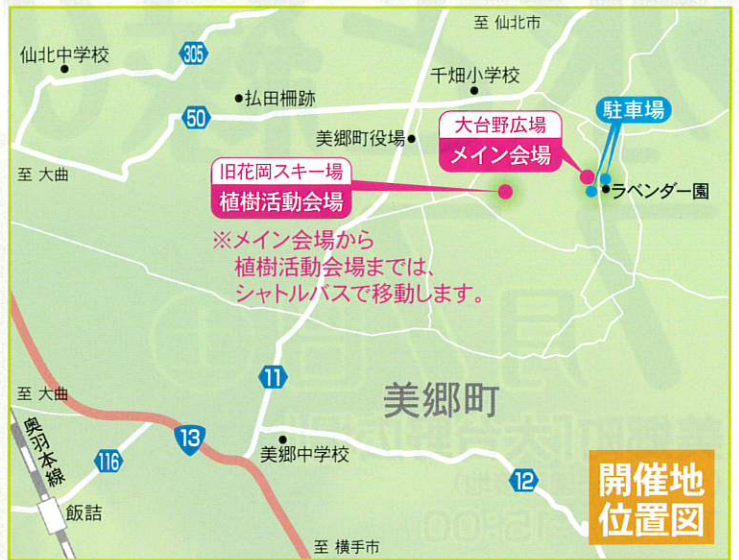 至 仙北市
仙北中学校
305
千畑小学校
払田柵跡
駐車場
50
大台野広場
メイン会場
美郷町役場
至 大曲
旧花岡スキー場
植樹活動会場
ラベンダー園
※メイン会場から
植樹活動会場までは、
シャトルバスで移動します。
11
至 大曲
美郷町
奥羽本線
13
美郷中学校
116
12
開催地
位置図
飯詰
至 横手市